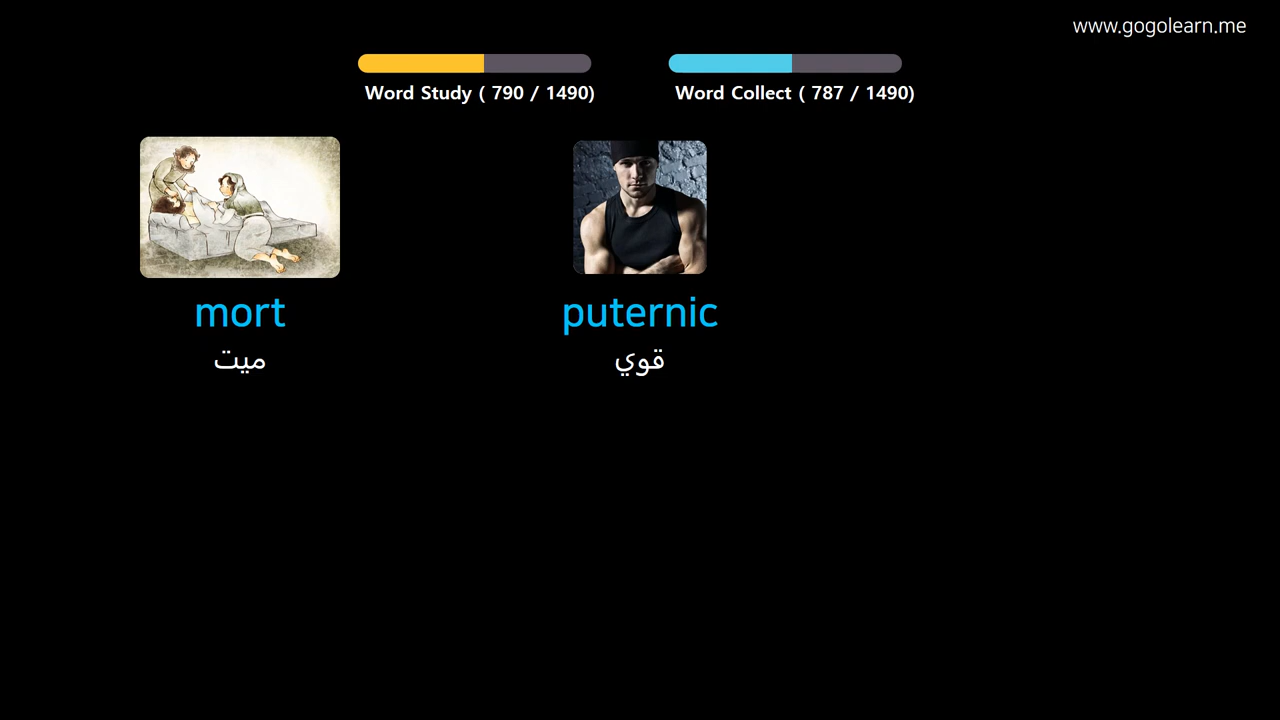 www.gogolearn.me
Word Study ( 790 / 1490)
Word Collect ( 787 / 1490)
mort
puternic
ميت
قوي